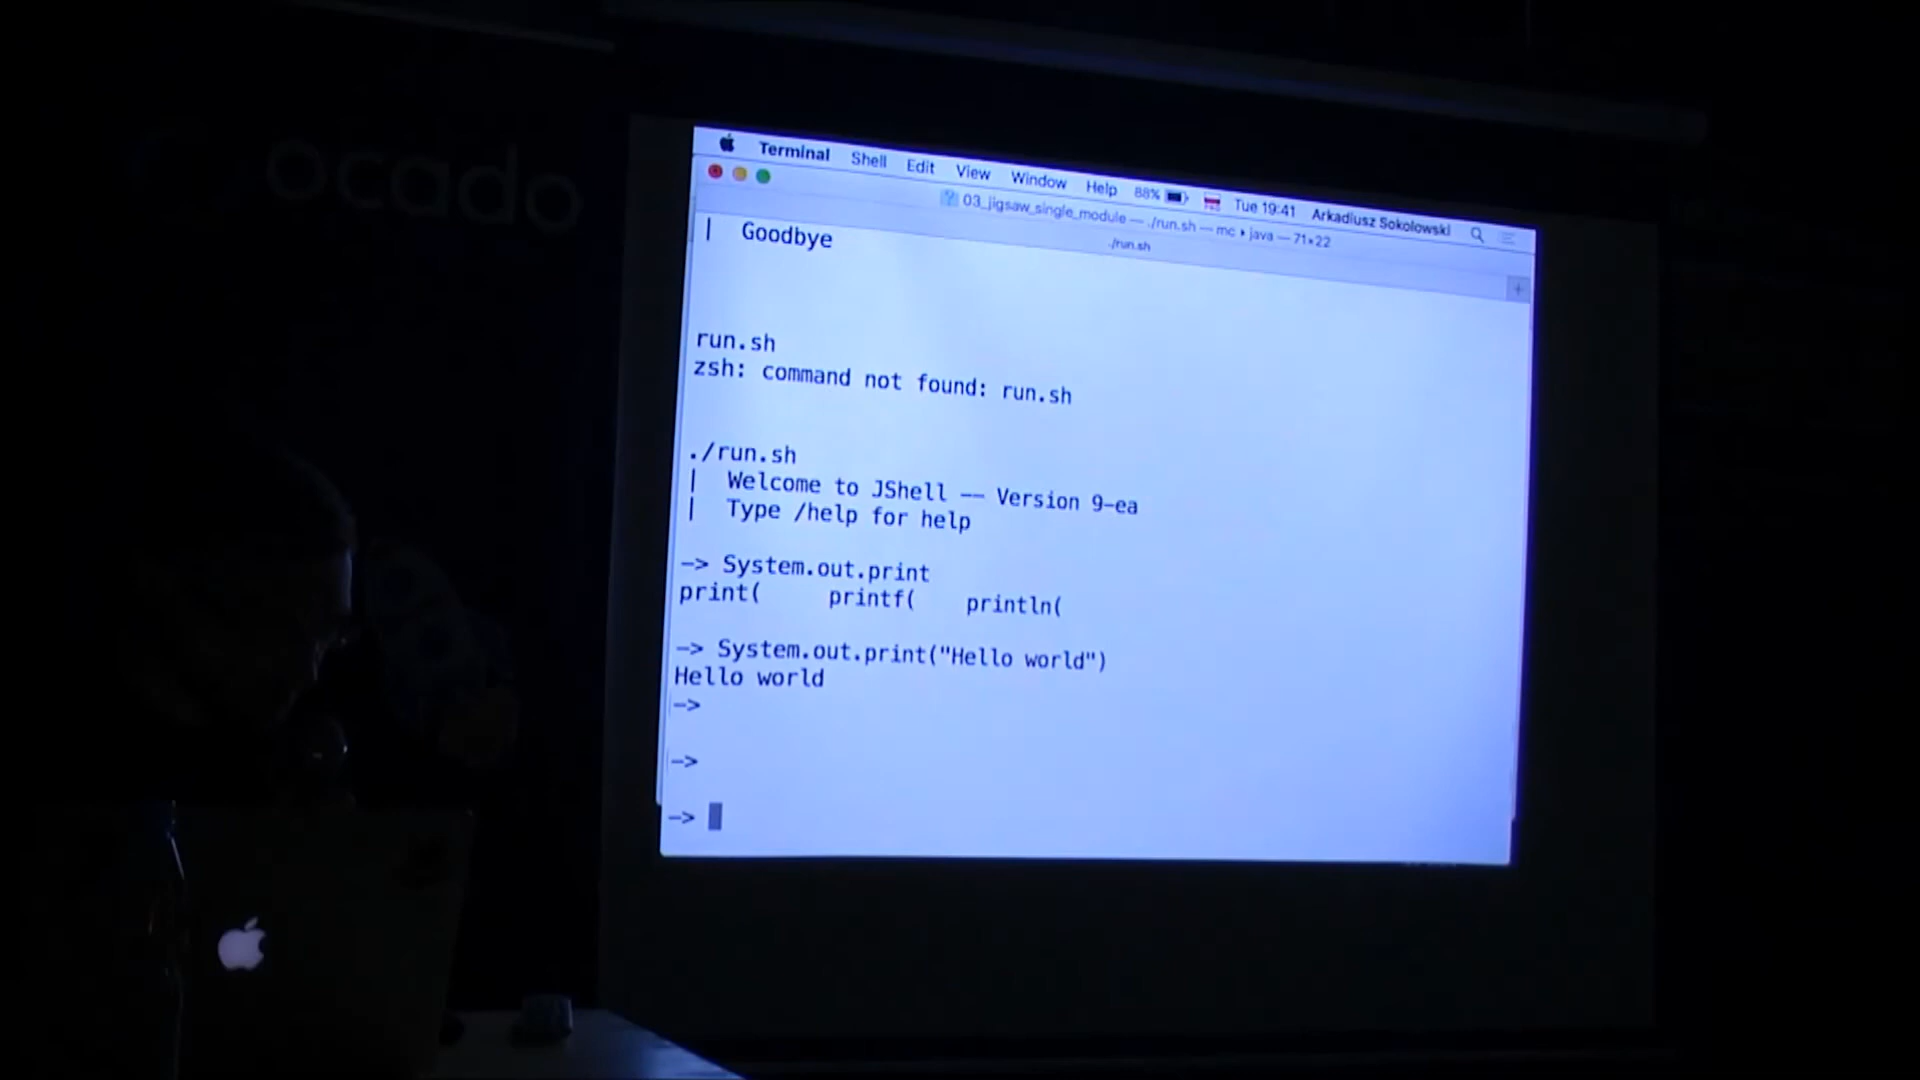 ocado
Terminal Shell Edit View Window Help 88% Tue 19:41 Arkadiusz Sokolowski
03_jigsaw_single_module — ./run.sh — mc ▸ java — 71×22
./run.sh
| Goodbye
run.sh
zsh: command not found: run.sh
./run.sh
| Welcome to JShell -- Version 9-ea
| Type /help for help
-> System.out.print
print( printf( println(
-> System.out.print("Hello world")
Hello world
->
->
->